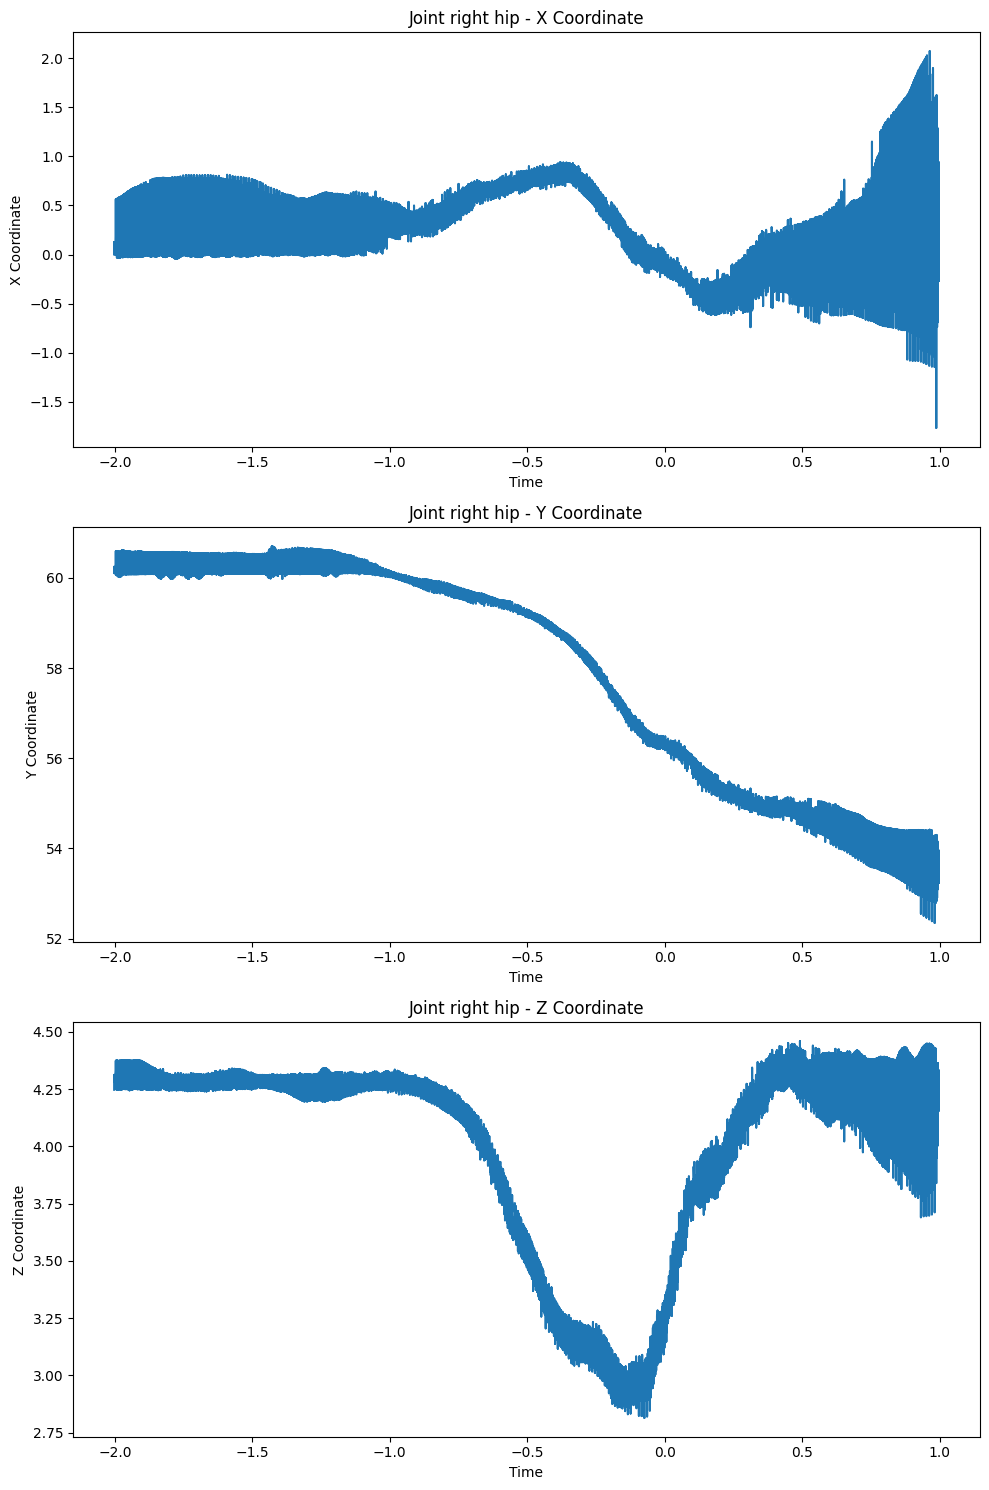 Joint right hip - X Coordinate
2.0
1.5
1.0
0.5
0.0
−0.5
−1.0
−1.5
X Coordinate
−2.0 −1.5 −1.0 −0.5 0.0 0.5 1.0
Time
Joint right hip - Y Coordinate
60
58
56
54
52
Y Coordinate
−2.0 −1.5 −1.0 −0.5 0.0 0.5 1.0
Time
Joint right hip - Z Coordinate
4.50
4.25
4.00
3.75
3.50
3.25
3.00
2.75
Z Coordinate
−2.0 −1.5 −1.0 −0.5 0.0 0.5 1.0
Time